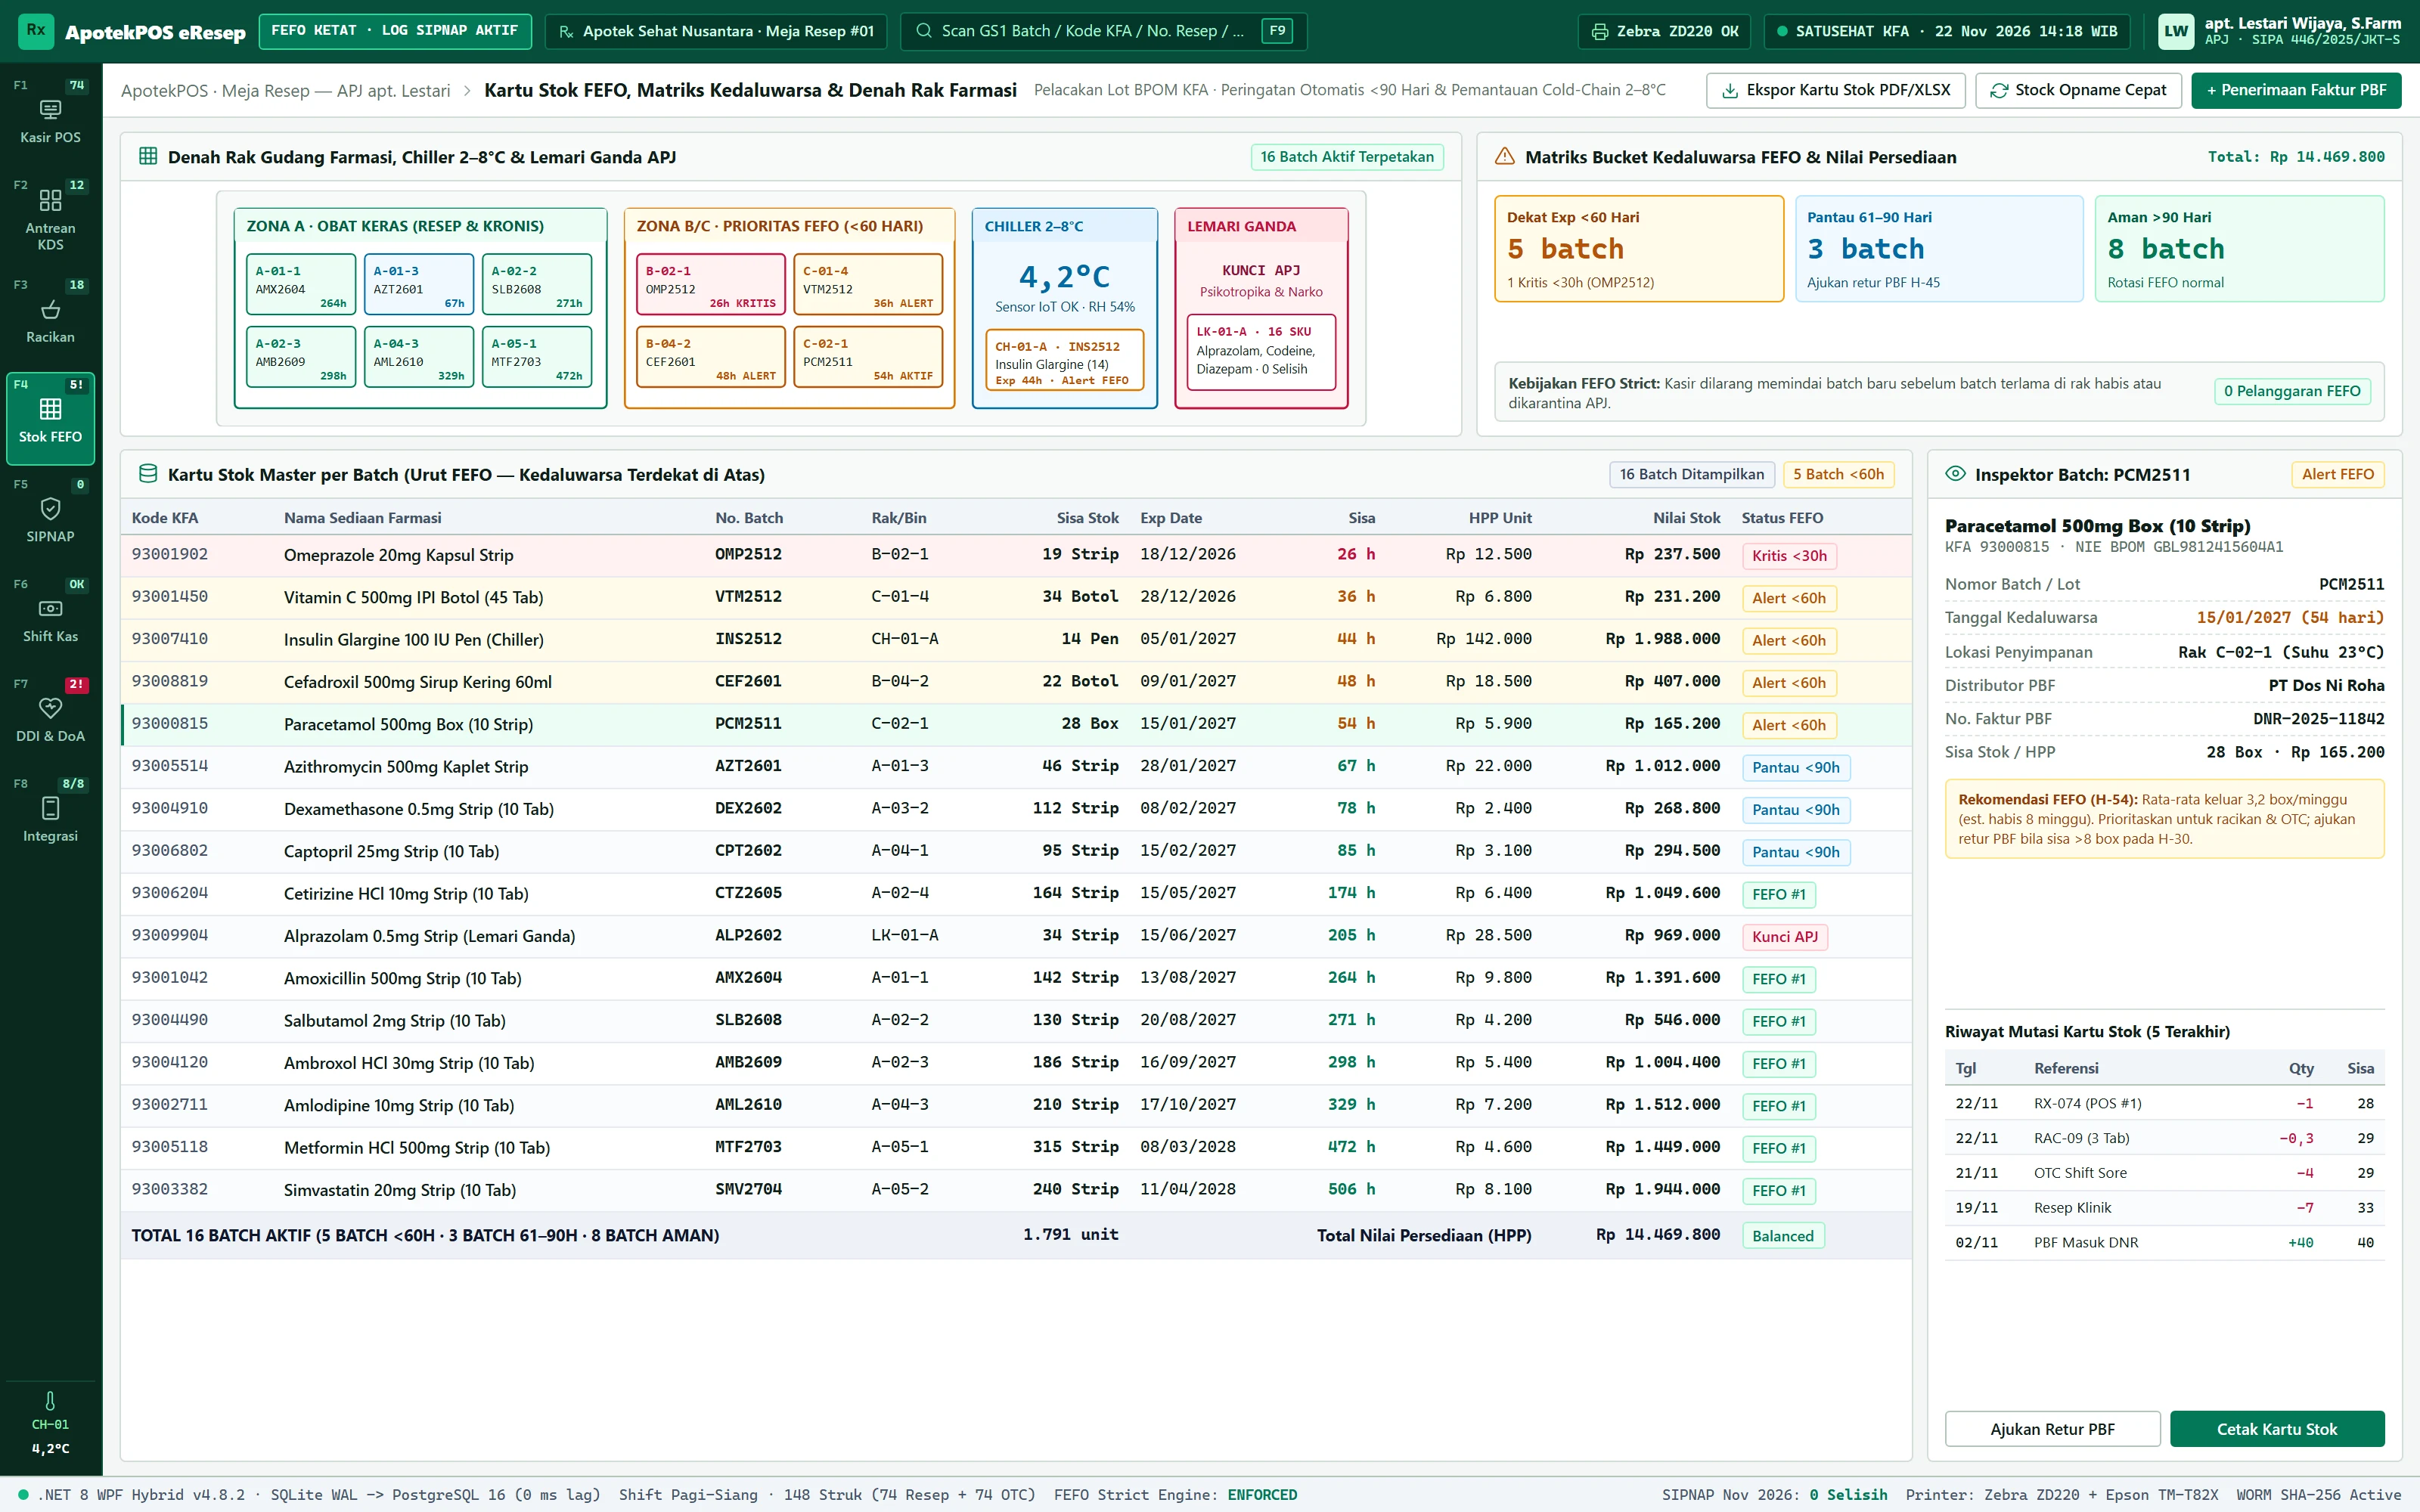 Rx ApotekPOS eResep FEFO KETAT · LOG SIPNAP AKTIF Apotek Sehat Nusantara · Meja Resep #01 Scan GS1 Batch / Kode KFA / No. Resep / ... F9 Zebra ZD220 OK SATUSEHAT KFA · 22 Nov 2026 14:18 WIB LW apt. Lestari Wijaya, S.Farm
APJ · SIPA 446/2025/JKT-S
F1 74
Kasir POS
F2 12
Antrean KDS
F3 18
Racikan
F4 5!
Stok FEFO
F5 0
SIPNAP
F6 OK
Shift Kas
F7 2!
DDI & DoA
F8 8/8
Integrasi
CH-01
4,2°C
ApotekPOS · Meja Resep — APJ apt. Lestari > Kartu Stok FEFO, Matriks Kedaluwarsa & Denah Rak Farmasi Pelacakan Lot BPOM KFA · Peringatan Otomatis <90 Hari & Pemantauan Cold-Chain 2–8°C Ekspor Kartu Stok PDF/XLSX Stock Opname Cepat + Penerimaan Faktur PBF
Denah Rak Gudang Farmasi, Chiller 2–8°C & Lemari Ganda APJ 16 Batch Aktif Terpetakan
ZONA A · OBAT KERAS (RESEP & KRONIS)
A-01-1
AMX2604
264h
A-01-3
AZT2601
67h
A-02-2
SLB2608
271h
A-02-3
AMB2609
298h
A-04-3
AML2610
329h
A-05-1
MTF2703
472h
ZONA B/C · PRIORITAS FEFO (<60 HARI)
B-02-1
OMP2512
26h KRITIS
C-01-4
VTM2512
36h ALERT
B-04-2
CEF2601
48h ALERT
C-02-1
PCM2511
54h AKTIF
CHILLER 2–8°C
4,2°C
Sensor IoT OK · RH 54%
CH-01-A · INS2512
Insulin Glargine (14)
Exp 44h · Alert FEFO
LEMARI GANDA
KUNCI APJ
Psikotropika & Narko
LK-01-A · 16 SKU
Alprazolam, Codeine,
Diazepam · 0 Selisih
Matriks Bucket Kedaluwarsa FEFO & Nilai Persediaan Total: Rp 14.469.800
Dekat Exp <60 Hari
5 batch
1 Kritis <30h (OMP2512)
Pantau 61–90 Hari
3 batch
Ajukan retur PBF H-45
Aman >90 Hari
8 batch
Rotasi FEFO normal
Kebijakan FEFO Strict: Kasir dilarang memindai batch baru sebelum batch terlama di rak habis atau
dikarantina APJ.
0 Pelanggaran FEFO
Kartu Stok Master per Batch (Urut FEFO — Kedaluwarsa Terdekat di Atas) 16 Batch Ditampilkan 5 Batch <60h
Kode KFA Nama Sediaan Farmasi No. Batch Rak/Bin Sisa Stok Exp Date Sisa HPP Unit Nilai Stok Status FEFO
93001902 Omeprazole 20mg Kapsul Strip OMP2512 B-02-1 19 Strip 18/12/2026 26 h Rp 12.500 Rp 237.500 Kritis <30h
93001450 Vitamin C 500mg IPI Botol (45 Tab) VTM2512 C-01-4 34 Botol 28/12/2026 36 h Rp 6.800 Rp 231.200 Alert <60h
93007410 Insulin Glargine 100 IU Pen (Chiller) INS2512 CH-01-A 14 Pen 05/01/2027 44 h Rp 142.000 Rp 1.988.000 Alert <60h
93008819 Cefadroxil 500mg Sirup Kering 60ml CEF2601 B-04-2 22 Botol 09/01/2027 48 h Rp 18.500 Rp 407.000 Alert <60h
93000815 Paracetamol 500mg Box (10 Strip) PCM2511 C-02-1 28 Box 15/01/2027 54 h Rp 5.900 Rp 165.200 Alert <60h
93005514 Azithromycin 500mg Kaplet Strip AZT2601 A-01-3 46 Strip 28/01/2027 67 h Rp 22.000 Rp 1.012.000 Pantau <90h
93004910 Dexamethasone 0.5mg Strip (10 Tab) DEX2602 A-03-2 112 Strip 08/02/2027 78 h Rp 2.400 Rp 268.800 Pantau <90h
93006802 Captopril 25mg Strip (10 Tab) CPT2602 A-04-1 95 Strip 15/02/2027 85 h Rp 3.100 Rp 294.500 Pantau <90h
93006204 Cetirizine HCl 10mg Strip (10 Tab) CTZ2605 A-02-4 164 Strip 15/05/2027 174 h Rp 6.400 Rp 1.049.600 FEFO #1
93009904 Alprazolam 0.5mg Strip (Lemari Ganda) ALP2602 LK-01-A 34 Strip 15/06/2027 205 h Rp 28.500 Rp 969.000 Kunci APJ
93001042 Amoxicillin 500mg Strip (10 Tab) AMX2604 A-01-1 142 Strip 13/08/2027 264 h Rp 9.800 Rp 1.391.600 FEFO #1
93004490 Salbutamol 2mg Strip (10 Tab) SLB2608 A-02-2 130 Strip 20/08/2027 271 h Rp 4.200 Rp 546.000 FEFO #1
93004120 Ambroxol HCl 30mg Strip (10 Tab) AMB2609 A-02-3 186 Strip 16/09/2027 298 h Rp 5.400 Rp 1.004.400 FEFO #1
93002711 Amlodipine 10mg Strip (10 Tab) AML2610 A-04-3 210 Strip 17/10/2027 329 h Rp 7.200 Rp 1.512.000 FEFO #1
93005118 Metformin HCl 500mg Strip (10 Tab) MTF2703 A-05-1 315 Strip 08/03/2028 472 h Rp 4.600 Rp 1.449.000 FEFO #1
93003382 Simvastatin 20mg Strip (10 Tab) SMV2704 A-05-2 240 Strip 11/04/2028 506 h Rp 8.100 Rp 1.944.000 FEFO #1
TOTAL 16 BATCH AKTIF (5 BATCH <60H · 3 BATCH 61–90H · 8 BATCH AMAN) 1.791 unit Total Nilai Persediaan (HPP) Rp 14.469.800 Balanced
Inspektor Batch: PCM2511 Alert FEFO
Paracetamol 500mg Box (10 Strip)
KFA 93000815 · NIE BPOM GBL9812415604A1
Nomor Batch / Lot PCM2511
Tanggal Kedaluwarsa 15/01/2027 (54 hari)
Lokasi Penyimpanan Rak C-02-1 (Suhu 23°C)
Distributor PBF PT Dos Ni Roha
No. Faktur PBF DNR-2025-11842
Sisa Stok / HPP 28 Box · Rp 165.200
Rekomendasi FEFO (H-54): Rata-rata keluar 3,2 box/minggu
(est. habis 8 minggu). Prioritaskan untuk racikan & OTC; ajukan
retur PBF bila sisa >8 box pada H-30.
Riwayat Mutasi Kartu Stok (5 Terakhir)
Tgl Referensi Qty Sisa
22/11 RX-074 (POS #1) -1 28
22/11 RAC-09 (3 Tab) -0,3 29
21/11 OTC Shift Sore -4 29
19/11 Resep Klinik -7 33
02/11 PBF Masuk DNR +40 40
Ajukan Retur PBF Cetak Kartu Stok
.NET 8 WPF Hybrid v4.8.2 · SQLite WAL -> PostgreSQL 16 (0 ms lag) Shift Pagi-Siang · 148 Struk (74 Resep + 74 OTC) FEFO Strict Engine: ENFORCED SIPNAP Nov 2026: 0 Selisih Printer: Zebra ZD220 + Epson TM-T82X WORM SHA-256 Active